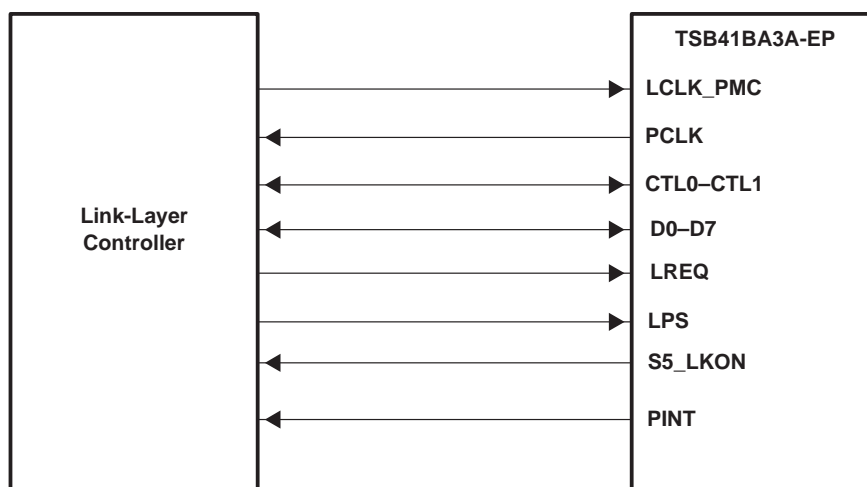 TSB41BA3A-EP
LCLK_PMC
PCLK
CTL0–CTL1
Link-Layer
Controller
D0–D7
LREQ
LPS
S5_LKON
PINT